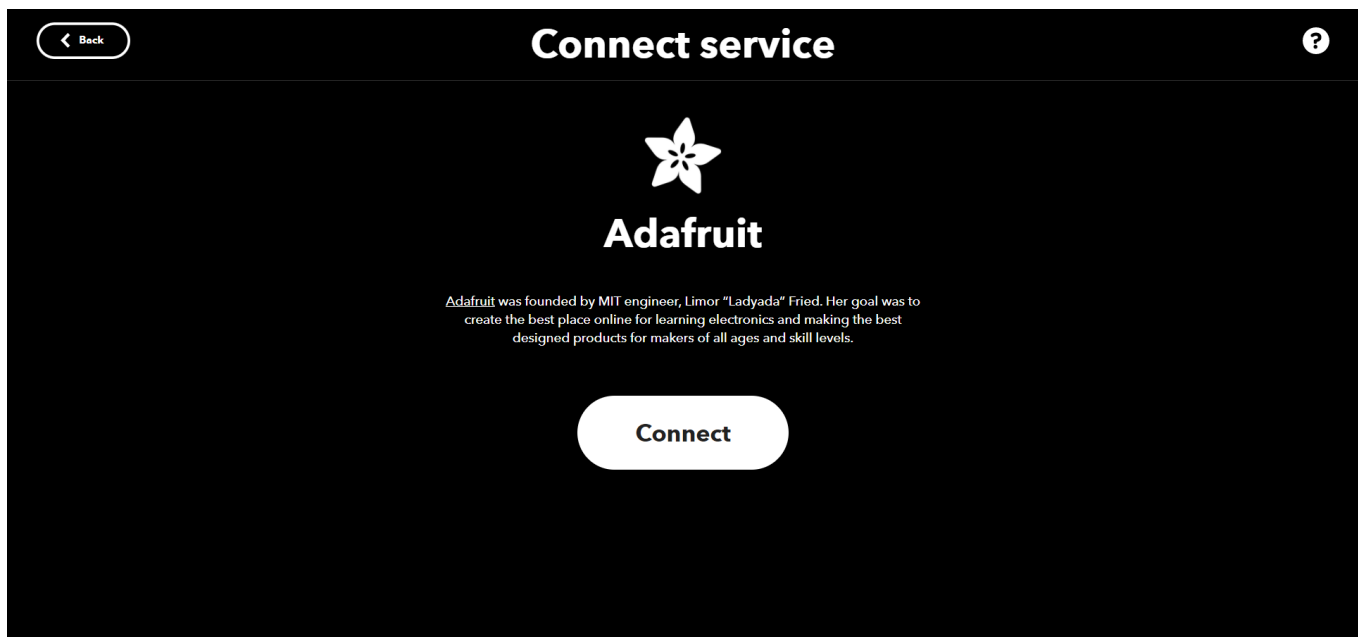 Back
Connect service
?
Adafruit
Adafruit was founded by MIT engineer, Limor “Ladyada” Fried. Her goal was to
create the best place online for learning electronics and making the best
designed products for makers of all ages and skill levels.
Connect